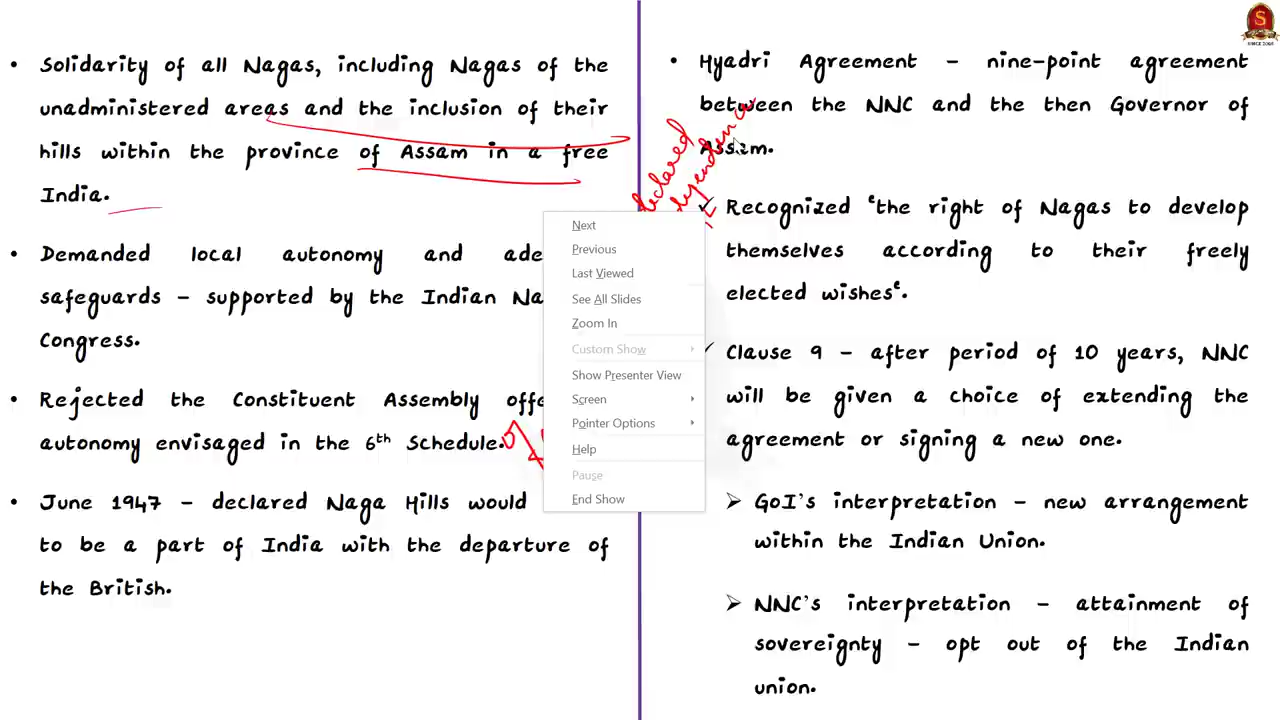 Solidarity of all Nagas, including Nagas of the
unadministered areas and the inclusion of their
hills within the province of Assam in a free
India.
Demanded local autonomy and ade
safeguards - supported by the Indian Na
Congress.
Rejected the Constituent Assembly offe
autonomy envisaged in the 6th Schedule.
June 1947 - declared Naga Hills would
to be a part of India with the departure of
the British.
Next
Previous
Last Viewed
See All Slides
Zoom In
Custom Show
Show Presenter View
Screen
Pointer Options
Help
Pause
End Show
S
SINCE 2004
Hyadri Agreement - nine-point agreement
between the NNC and the then Governor of
Assam.
declared
Recognized "the right of Nagas to develop
themselves according to their freely
elected wishes".
Clause 9 - after period of 10 years, NNC
will be given a choice of extending the
agreement or signing a new one.
GoI's interpretation - new arrangement
within the Indian Union.
NNC's interpretation - attainment of
sovereignty - opt out of the Indian
union.